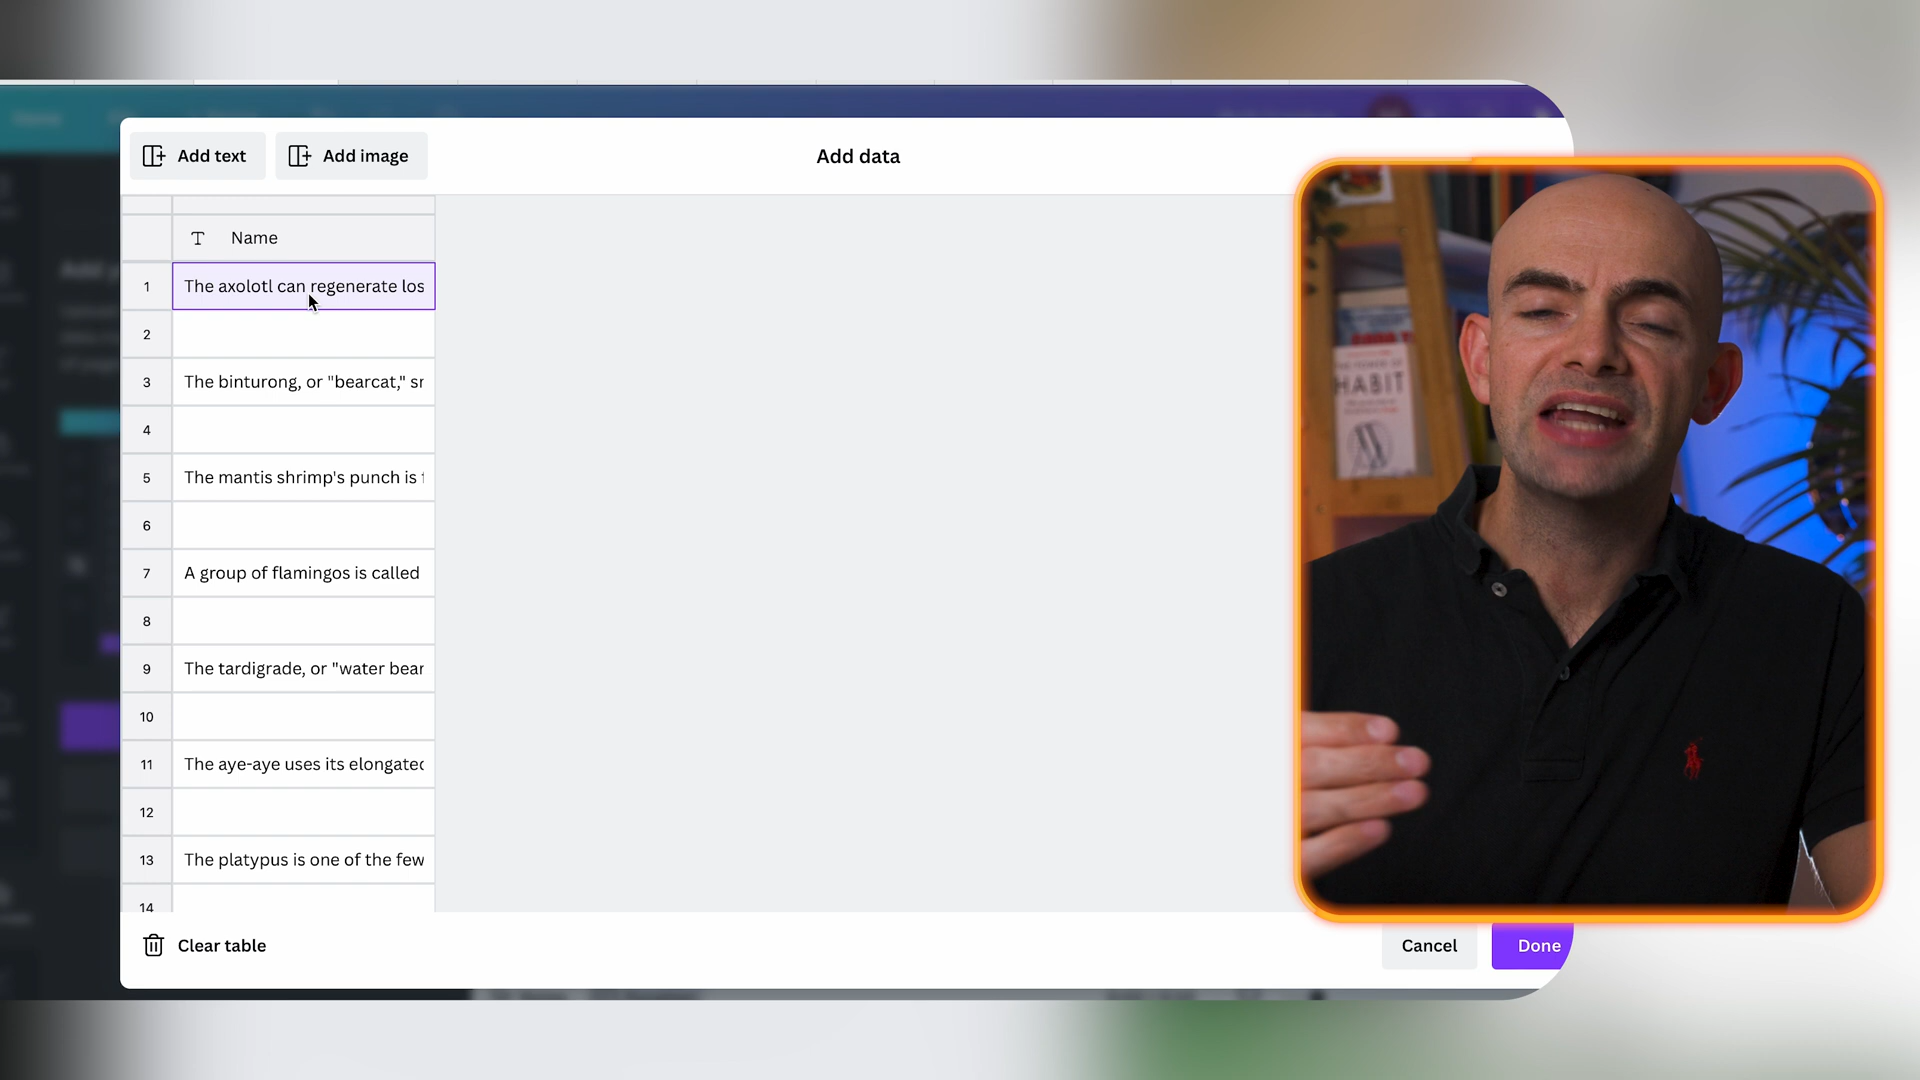 Add text
Add image
Add data
Name
1
The axolotl can regenerate los
2
3
The binturong, or "bearcat," sr
4
5
The mantis shrimp's punch is
6
7
A group of flamingos is called
8
9
The tardigrade, or "water bear
10
11
The aye-aye uses its elongated
12
13
The platypus is one of the few
14
Clear table
Cancel
Done
HABIT